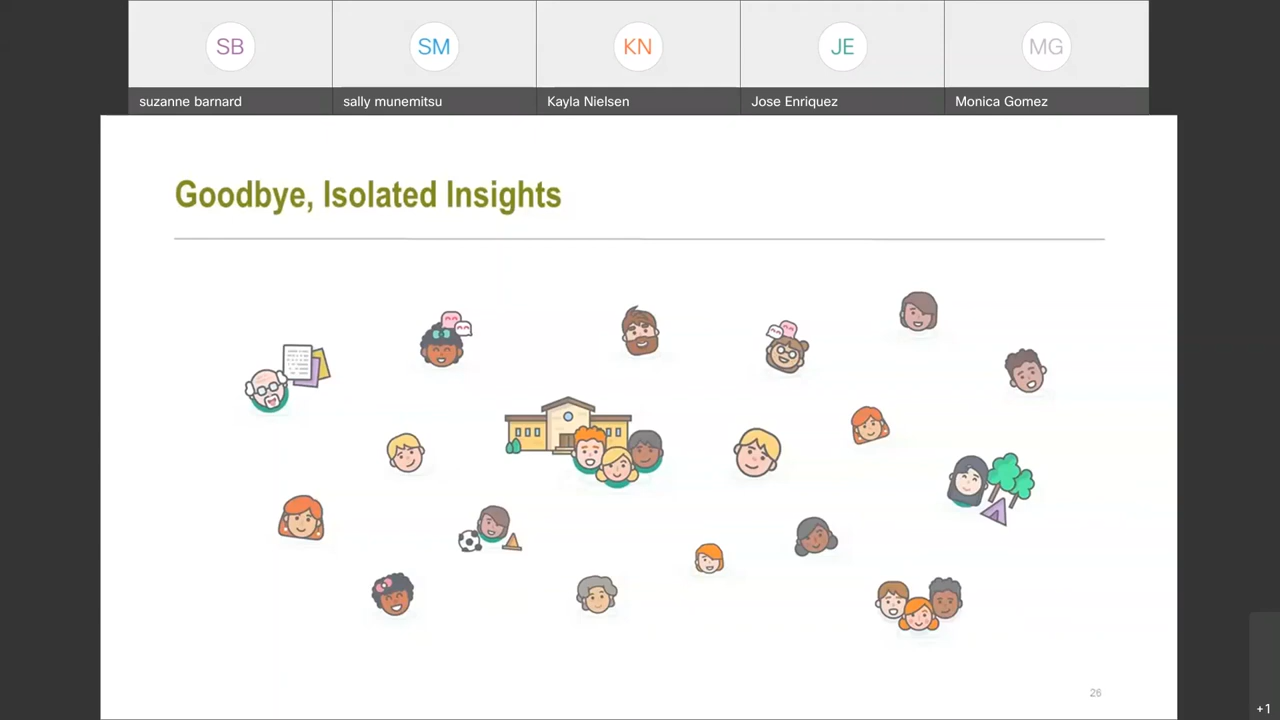 SB
SM
KN
JE
MG
suzanne barnard
sally munemitsu
Kayla Nielsen
Jose Enriquez
Monica Gomez
Goodbye, Isolated Insights
26
+1